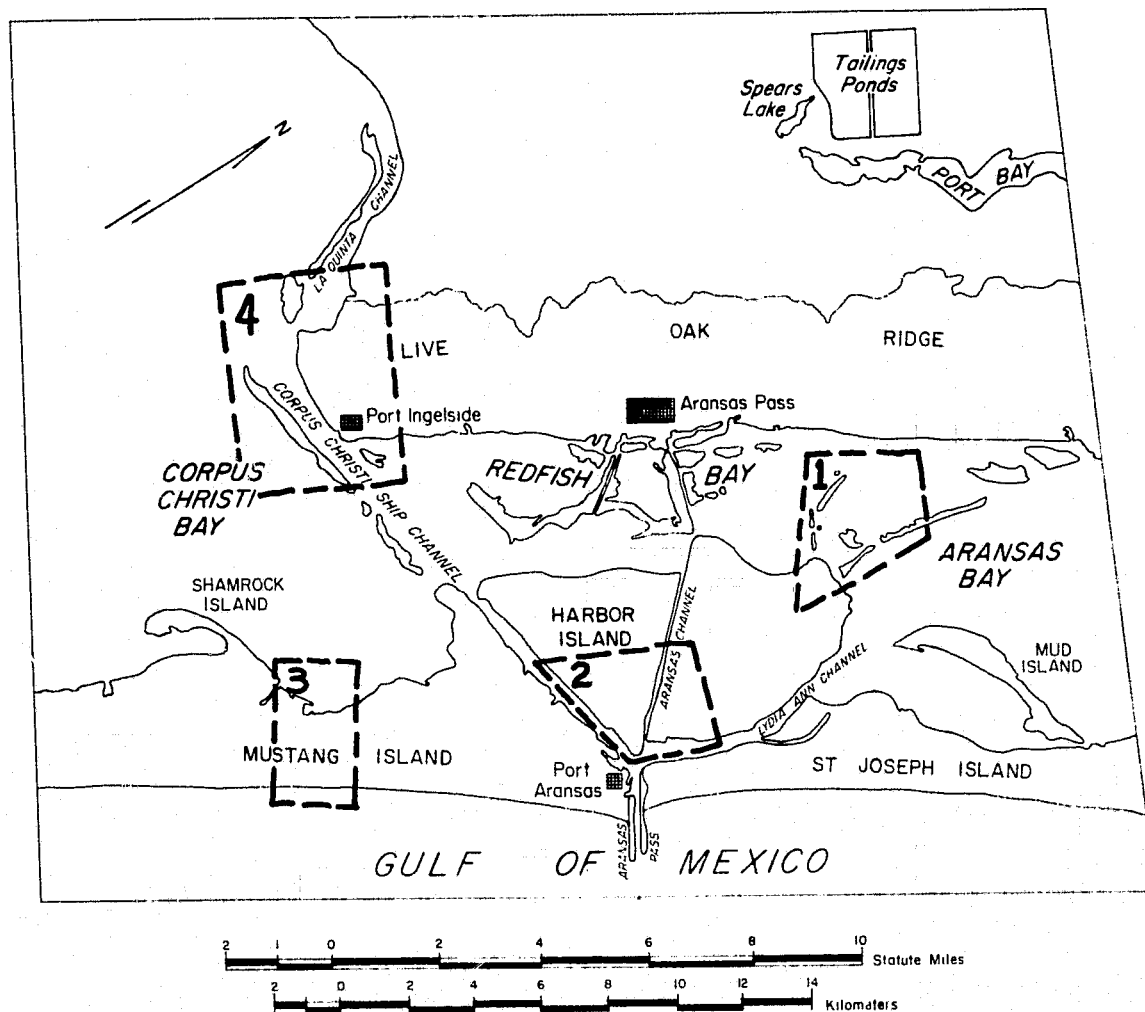 Tailings
Ponds
Spears
Lake
PORT BAY
N
LA QUINTA CHANNEL
4
LIVE OAK RIDGE
CORPUS CHRISTI SHIP CHANNEL
Port Ingelside
Aransas Pass
REDFISH BAY
1
CORPUS
CHRISTI
BAY
ARANSAS
BAY
SHAMROCK
ISLAND
HARBOR
ISLAND
ARANSAS CHANNEL
MUD
ISLAND
2
3
LYDIA ANN CHANNEL
MUSTANG ISLAND
Port
Aransas
ST JOSEPH ISLAND
ARANSAS
PASS
GULF OF MEXICO
2 1 0 2 4 6 8 10
Statute Miles
2 0 2 4 6 8 10 12 14
Kilomaters